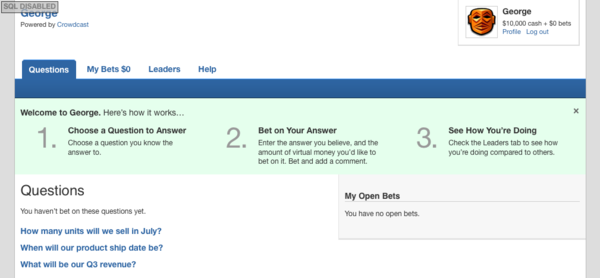 SQL DISABLED
George
Powered by Crowdcast
George
$10,000 cash + $0 bets
Profile Log out
Questions My Bets $0 Leaders Help
Welcome to George. Here's how it works…
×
1. Choose a Question to Answer
Choose a question you know the
answer to.
2. Bet on Your Answer
Enter the answer you believe, and the
amount of virtual money you'd like to
bet on it. Bet and add a comment.
3. See How You're Doing
Check the Leaders tab to see how
you're doing compared to others.
Questions
You haven't bet on these questions yet.
How many units will we sell in July?
When will our product ship date be?
What will be our Q3 revenue?
My Open Bets
You have no open bets.